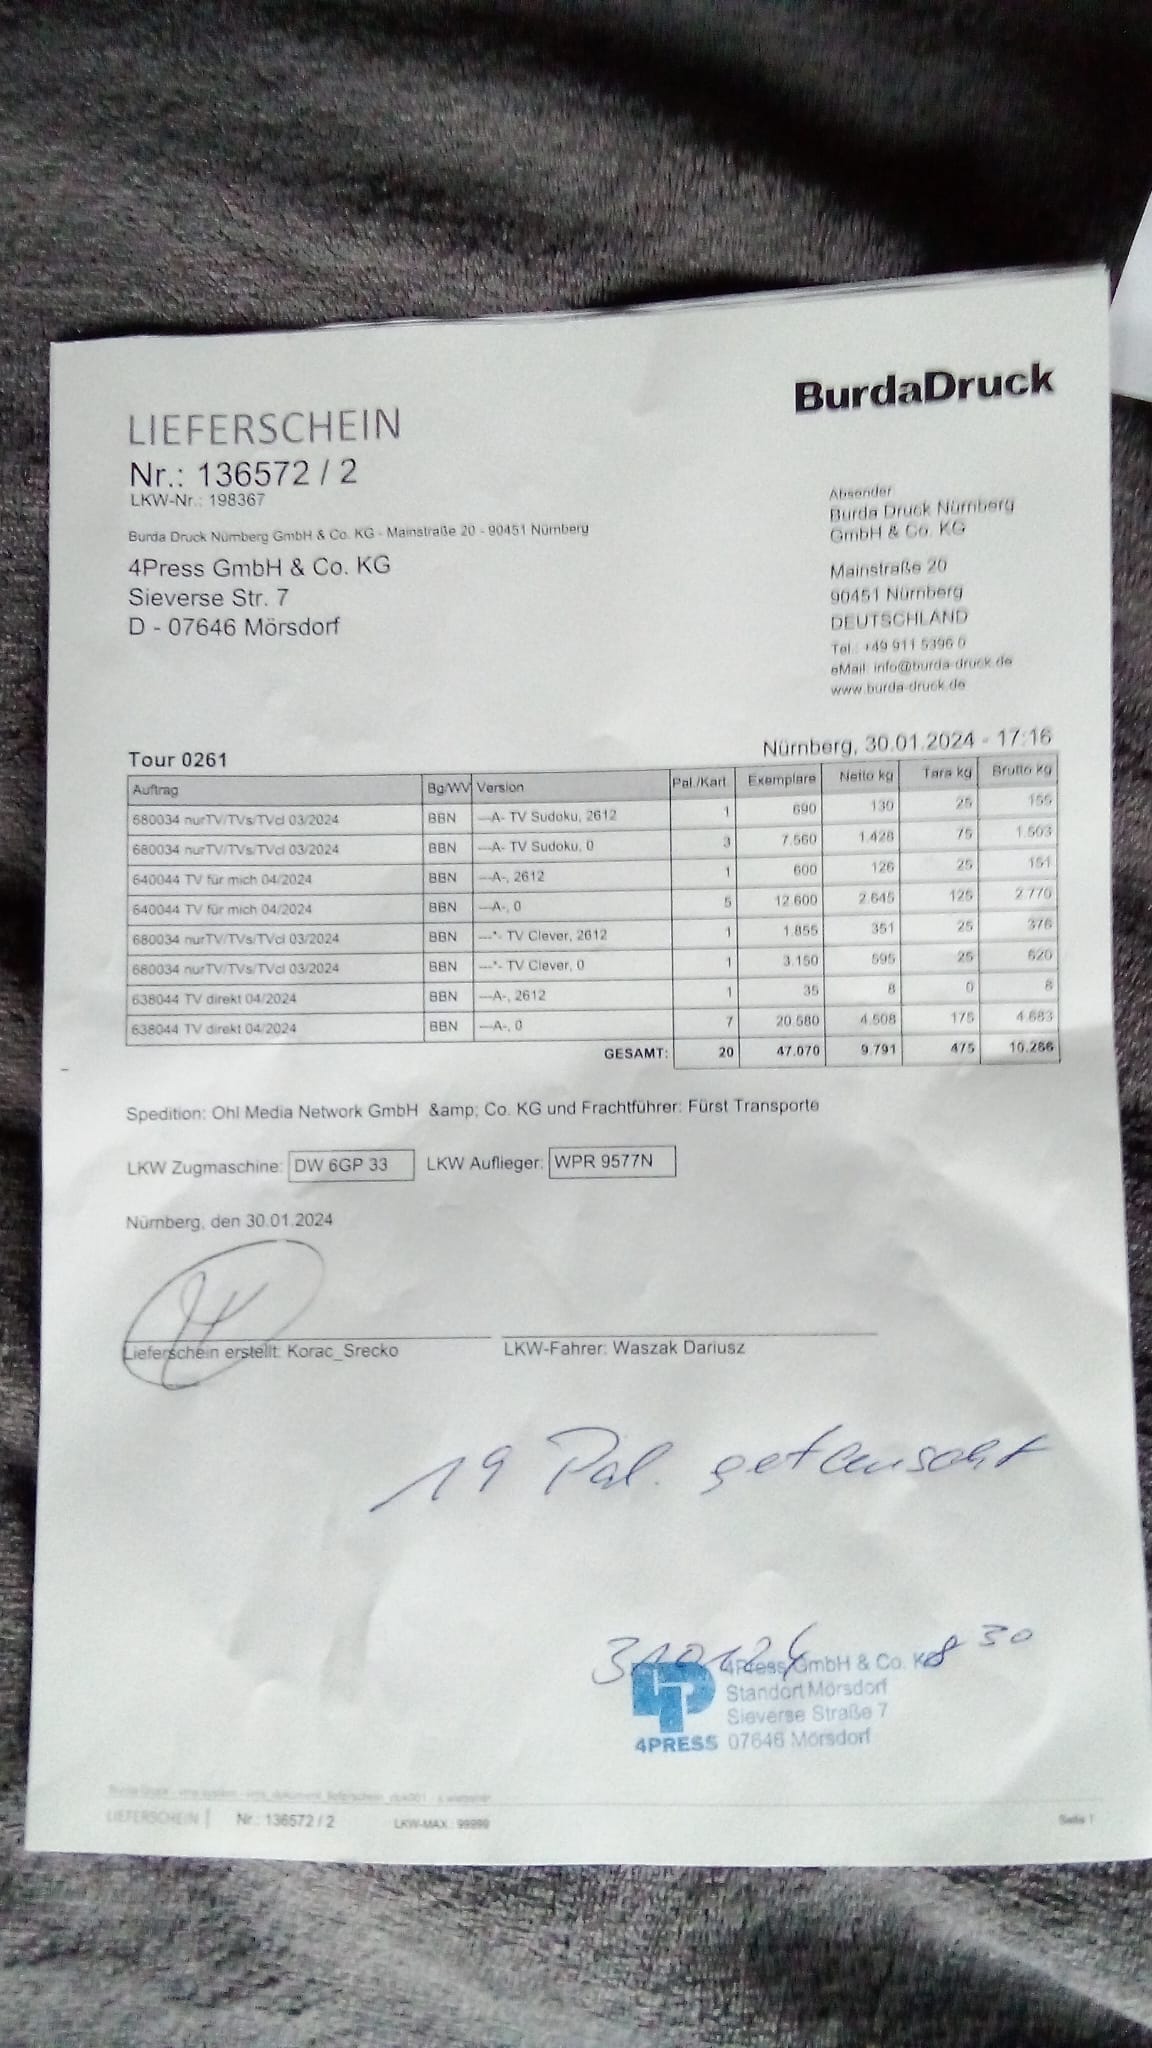 BurdaDruck
LIEFERSCHEIN
Nr.: 136572 / 2
LKW-Nr.: 198367
Burda Druck Nürnberg GmbH & Co. KG - Mainstraße 20 - 90451 Nürnberg
4Press GmbH & Co. KG
Sieverse Str. 7
D - 07646 Mörsdorf
Absender
Burda Druck Nürnberg
GmbH & Co. KG
Mainstraße 20
90451 Nürnberg
DEUTSCHLAND
Tel.: +49 911 5396 0
eMail: info@burda-druck.de
www.burda-druck.de
Tour 0261
Nürnberg, 30.01.2024 - 17:16
Auftrag Bg/WV Version Pal./Kart. Exemplare Netto kg Tara kg Brutto kg
680034 nurTV/TVs/TVcl 03/2024 BBN ---A- TV Sudoku, 2612 1 690 130 25 155
680034 nurTV/TVs/TVcl 03/2024 BBN ---A- TV Sudoku, 0 3 7.560 1.428 75 1.503
640044 TV für mich 04/2024 BBN ---A-, 2612 1 600 126 25 151
640044 TV für mich 04/2024 BBN ---A-, 0 5 12.600 2.645 125 2.770
680034 nurTV/TVs/TVcl 03/2024 BBN ---*- TV Clever, 2612 1 1.855 351 25 376
680034 nurTV/TVs/TVcl 03/2024 BBN ---*- TV Clever, 0 1 3.150 595 25 620
638044 TV direkt 04/2024 BBN ---A-, 2612 1 35 8 0 8
638044 TV direkt 04/2024 BBN ---A-, 0 7 20.580 4.508 175 4.683
GESAMT: 20 47.070 9.791 475 10.266
Spedition: Ohl Media Network GmbH &amp; Co. KG und Frachtführer: Fürst Transporte
LKW Zugmaschine: DW 6GP 33 LKW Auflieger: WPR 9577N
Nürnberg, den 30.01.2024
Lieferschein erstellt: Korac_Srecko
LKW-Fahrer: Waszak Dariusz
19 Pal. getauscht
310124 8 30
4Press GmbH & Co. KG
Standort Mörsdorf
Sieverse Straße 7
4PRESS 07646 Mörsdorf
LIEFERSCHEIN | Nr.: 136572 / 2 LKW-MAX.: 99999 Seite 1